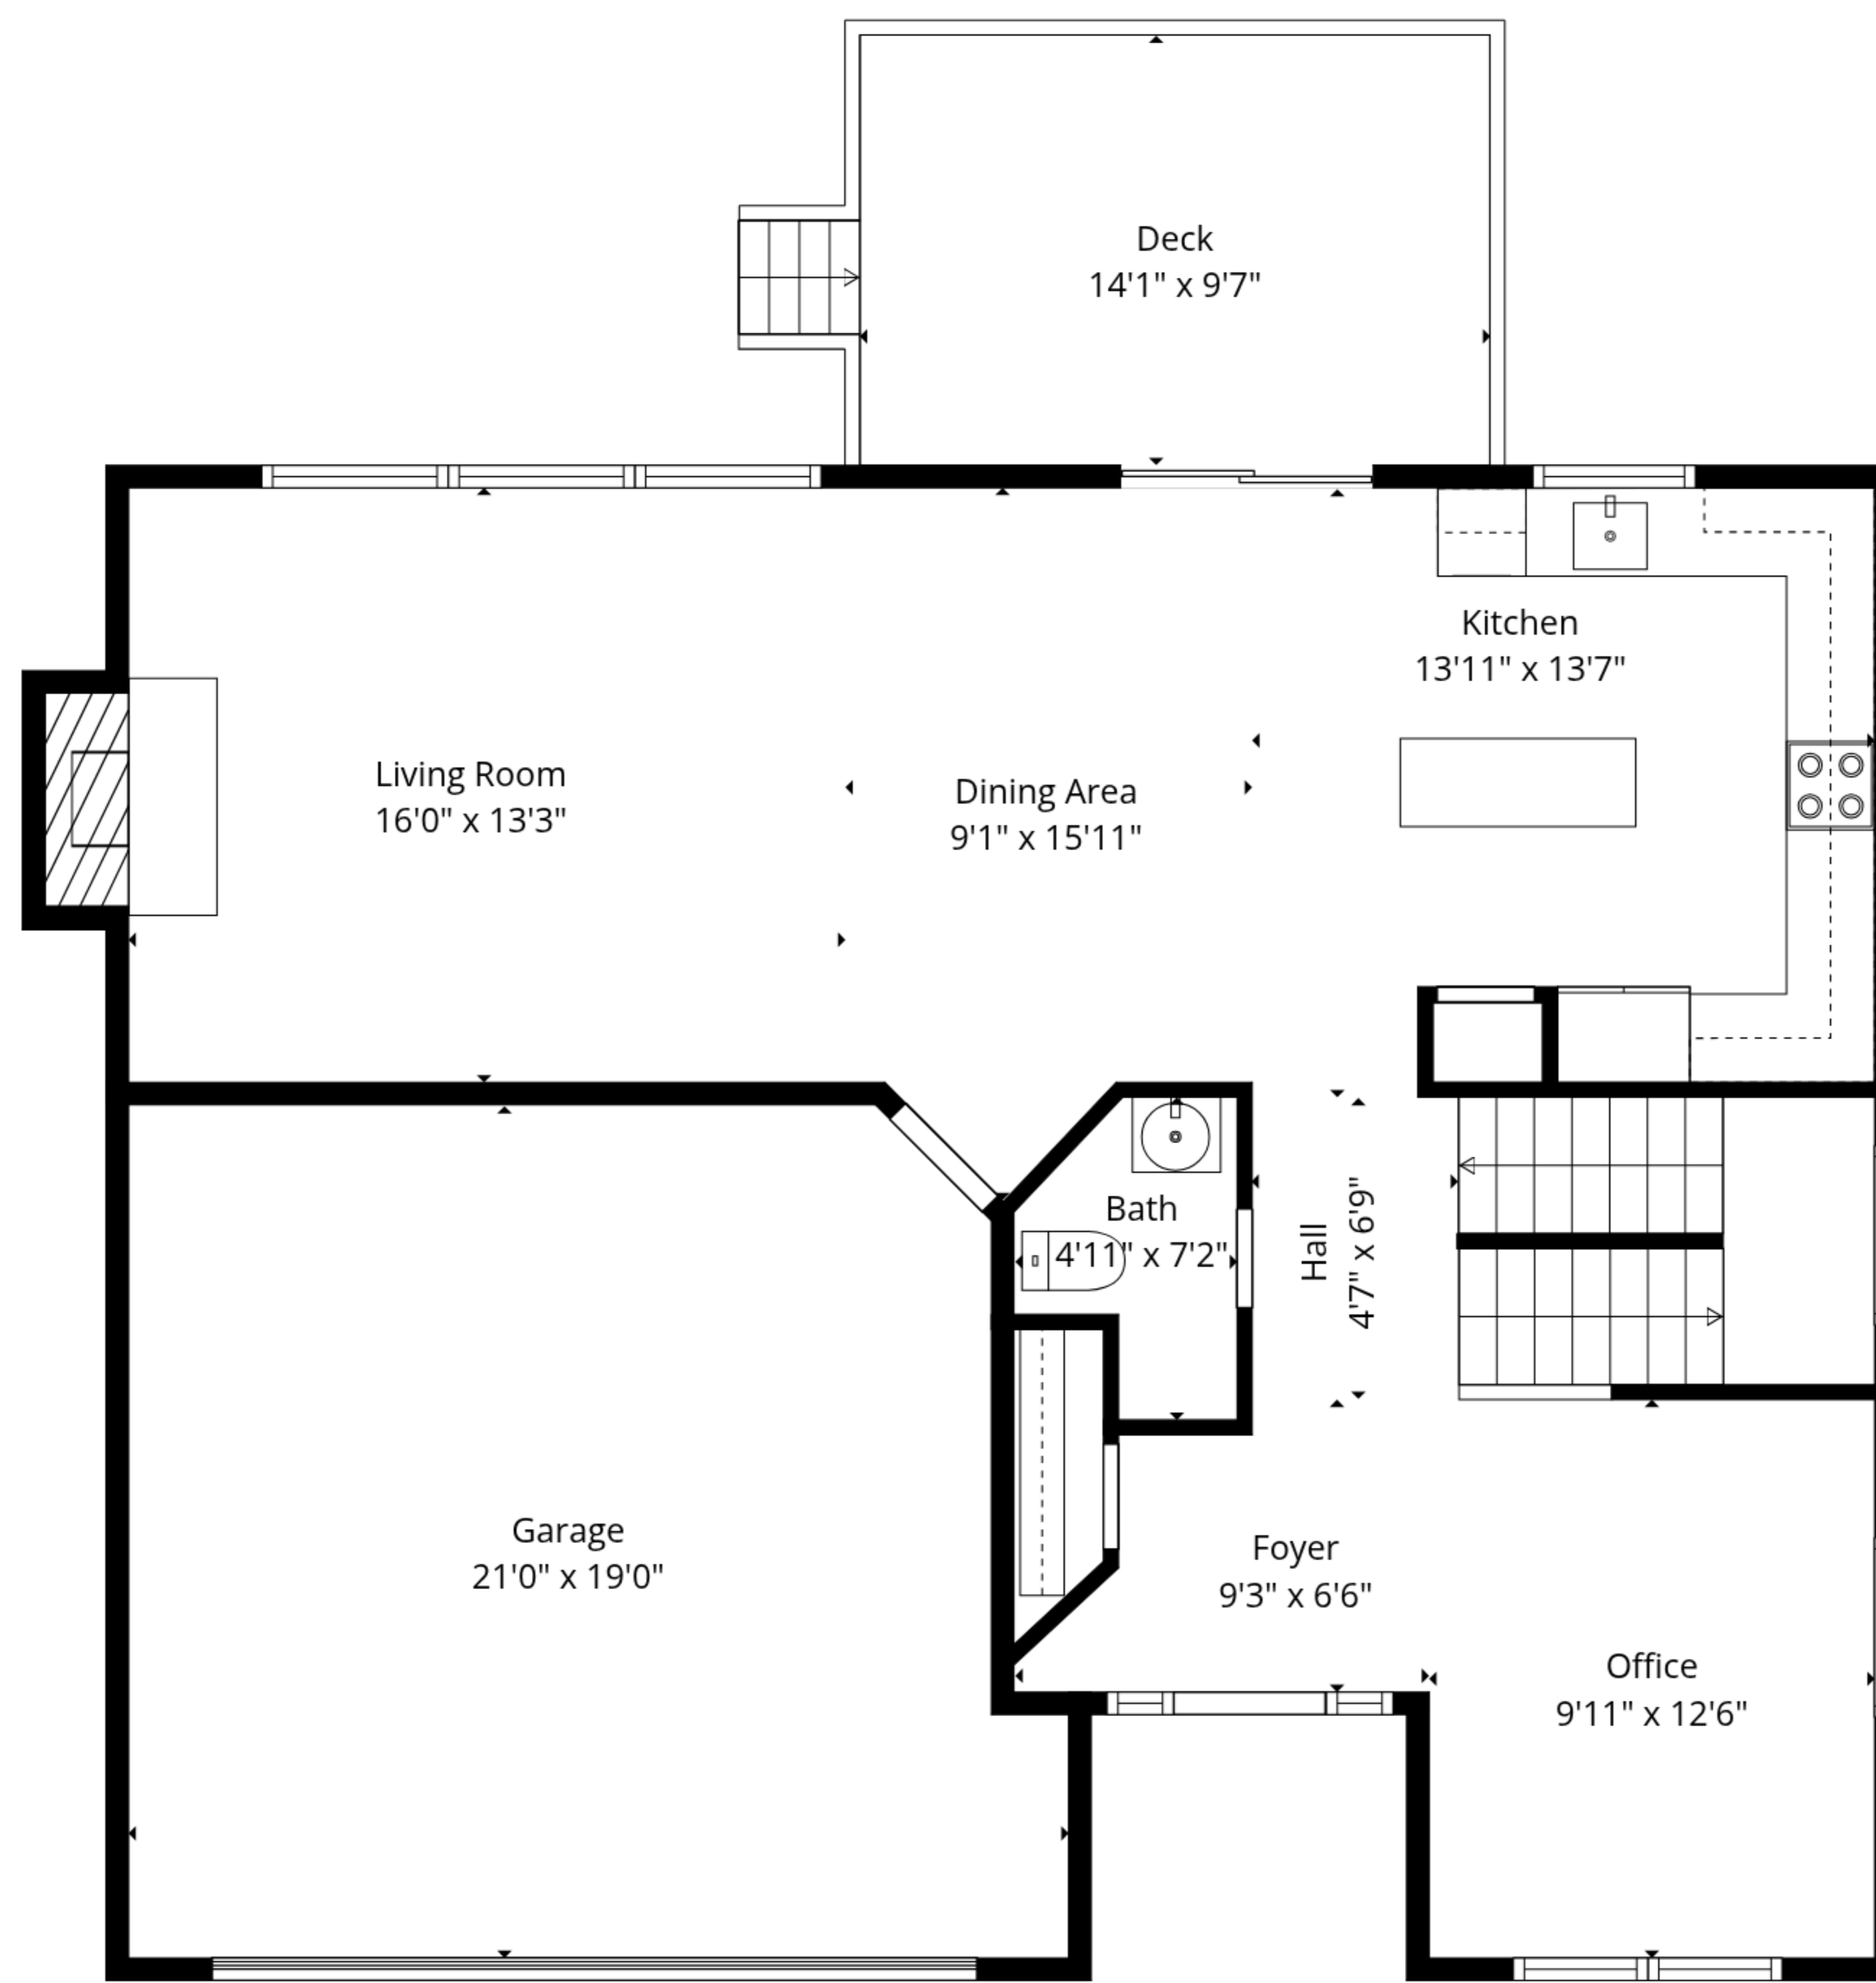 Deck
14'1" x 9'7"
Kitchen
13'11" x 13'7"
Living Room
16'0" x 13'3"
Dining Area
9'1" x 15'11"
Bath
4'11" x 7'2"
Hall
4'7" x 6'9"
Garage
21'0" x 19'0"
Foyer
9'3" x 6'6"
Office
9'11" x 12'6"